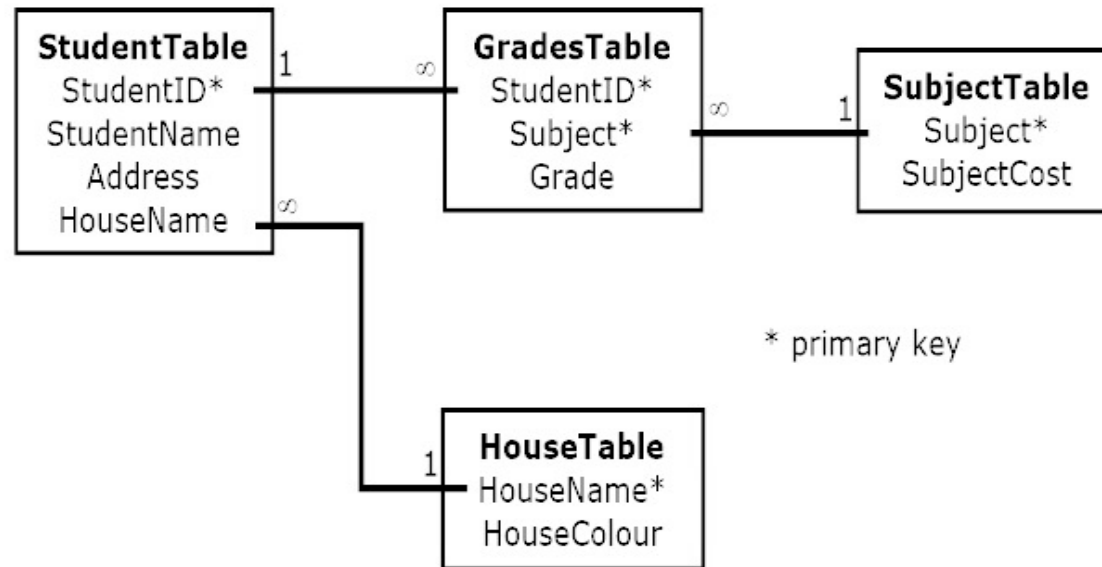 StudentTable
StudentID*
StudentName
Address
HouseName
1
∞
GradesTable
StudentID*
Subject*
Grade
∞
1
SubjectTable
Subject*
SubjectCost
∞
* primary key
1
HouseTable
HouseName*
HouseColour